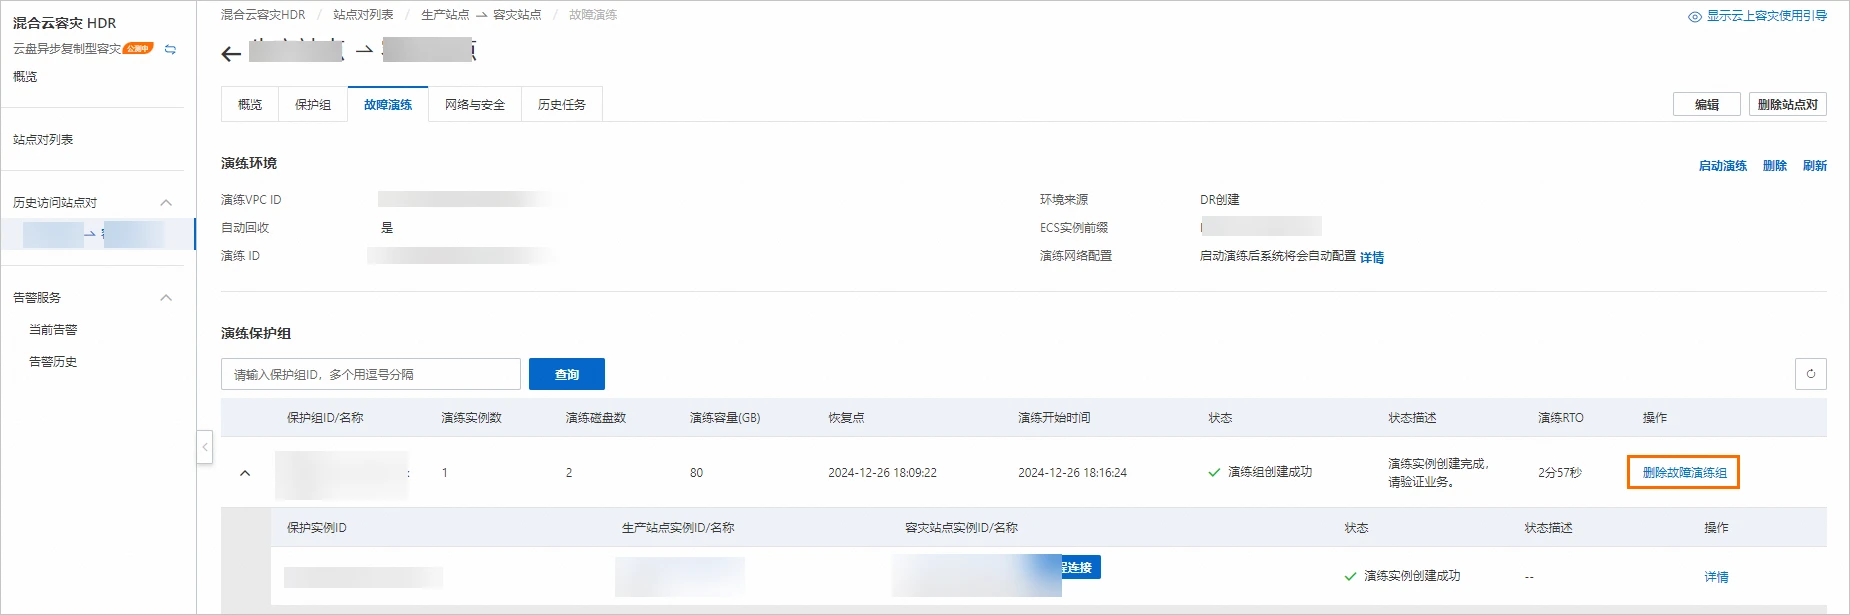 混合云容灾 HDR
云盘异步复制型容灾 公测中
概览
站点对列表
历史访问站点对
告警服务
当前告警
告警历史
混合云容灾HDR / 站点对列表 / 生产站点 → 容灾站点 / 故障演练
显示云上容灾使用引导
概览 保护组 故障演练 网络与安全 历史任务
编辑 删除站点对
演练环境
启动演练 删除 刷新
演练VPC ID
环境来源 DR创建
自动回收 是
ECS实例前缀
演练 ID
演练网络配置 启动演练后系统将会自动配置 详情
演练保护组
请输入保护组ID，多个用逗号分隔 查询
保护组ID/名称 演练实例数 演练磁盘数 演练容量(GB) 恢复点 演练开始时间 状态 状态描述 演练RTO 操作
1 2 80 2024-12-26 18:09:22 2024-12-26 18:16:24 演练组创建成功 演练实例创建完成， 2分57秒 删除故障演练组
请验证业务。
保护实例ID 生产站点实例ID/名称 容灾站点实例ID/名称 状态 状态描述 操作
连接 演练实例创建成功 -- 详情